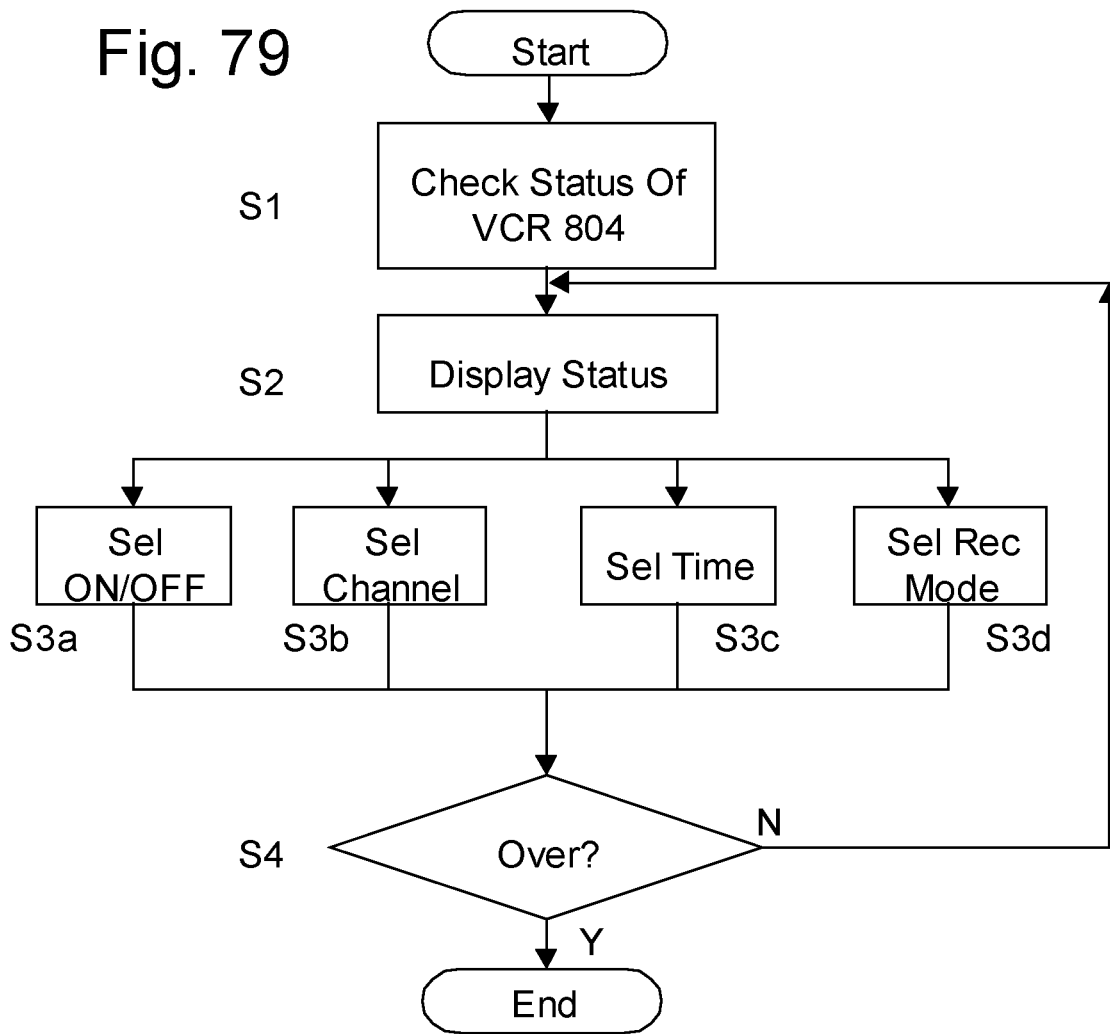 Fig. 79
Start
S1
Check Status Of
VCR 804
S2
Display Status
Sel
ON/OFF
Sel
Channel
Sel Time
Sel Rec
Mode
S3a
S3b
S3c
S3d
S4
Over?
N
Y
End